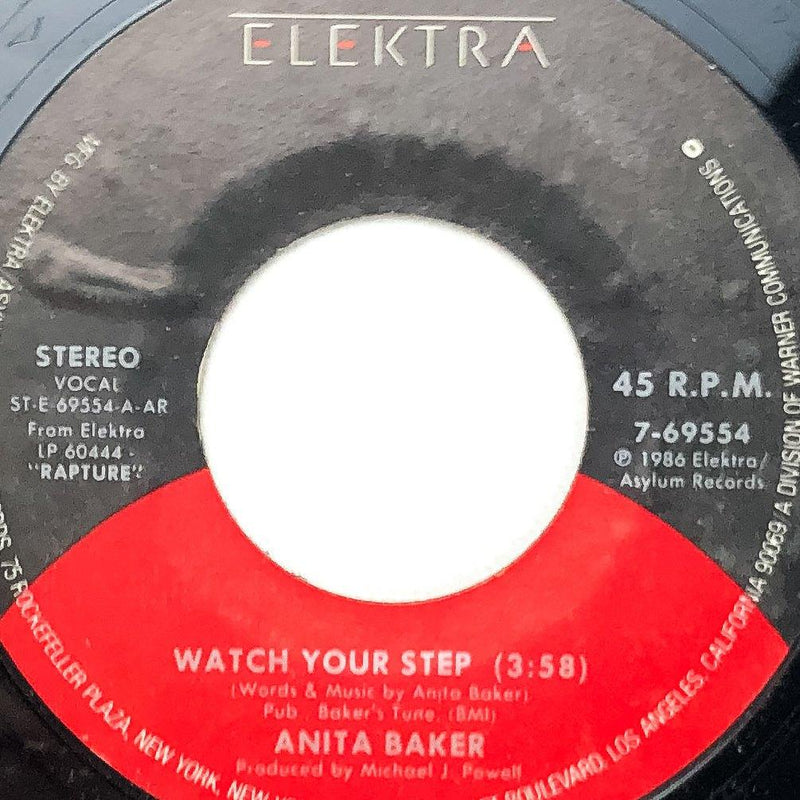 ELEKTRA
STEREO
VOCAL
ST-E-69554-A-AR
From Elektra
LP 60444 -
"RAPTURE"
45 R.P.M.
7-69554
℗ 1986 Elektra/
Asylum Records
WATCH YOUR STEP (3:58)
(Words & Music by Anita Baker)
Pub. Baker's Tune, (BMI)
ANITA BAKER
Produced by Michael J. Powell
MFG. BY ELEKTRA/ 75 ROCKEFELLER PLAZA, NEW YORK, NEW BOULEVARD, LOS ANGELES, CALIFORNIA 90069/A DIVISION OF WARNER COMMUNICATIONS